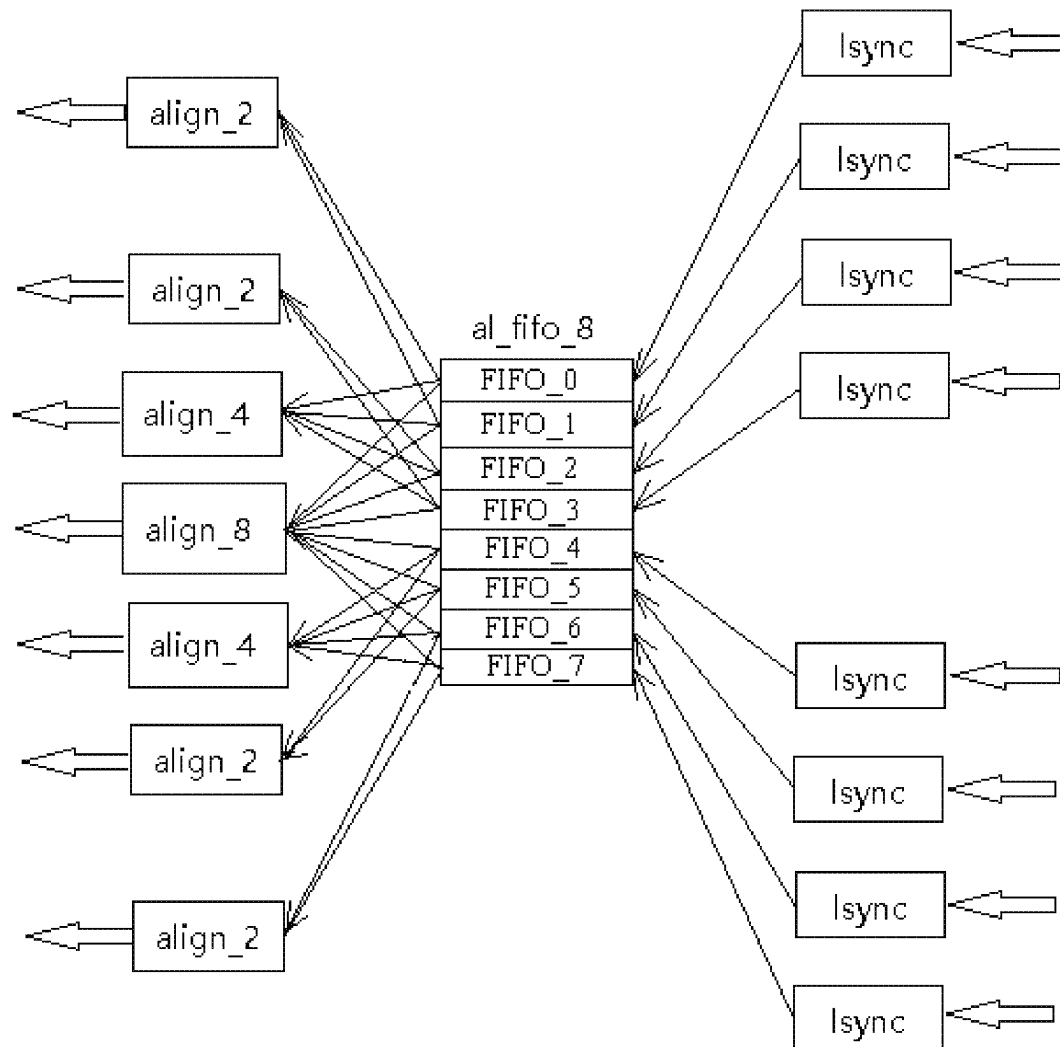 lsync
align_2
lsync
align_2
lsync
al_fifo_8
lsync
FIFO_0
align_4
FIFO_1
FIFO_2
FIFO_3
align_8
FIFO_4
FIFO_5
FIFO_6
align_4
FIFO_7
lsync
align_2
lsync
lsync
align_2
lsync